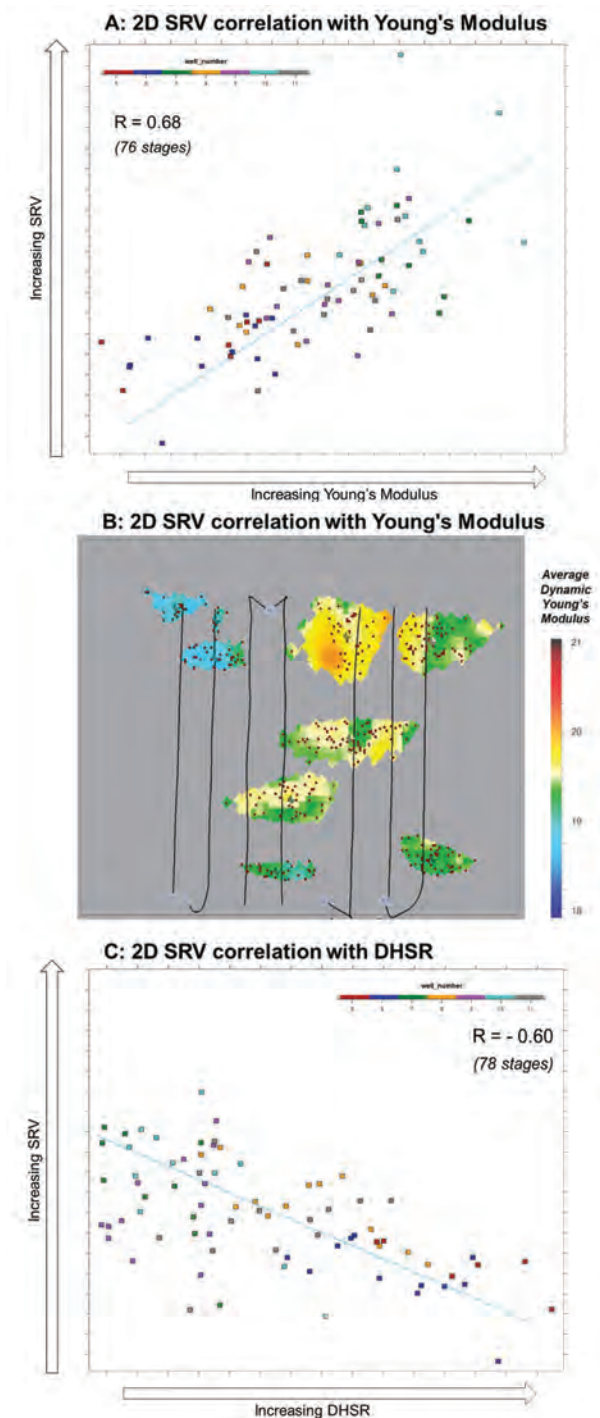 A: 2D SRV correlation with Young's Modulus
well_number
R = 0.68
(76 stages)
Increasing SRV
Increasing Young's Modulus
B: 2D SRV correlation with Young's Modulus
Average
Dynamic
Young's
Modulus
21
20
19
18
C: 2D SRV correlation with DHSR
well_number
R = - 0.60
(78 stages)
Increasing SRV
Increasing DHSR